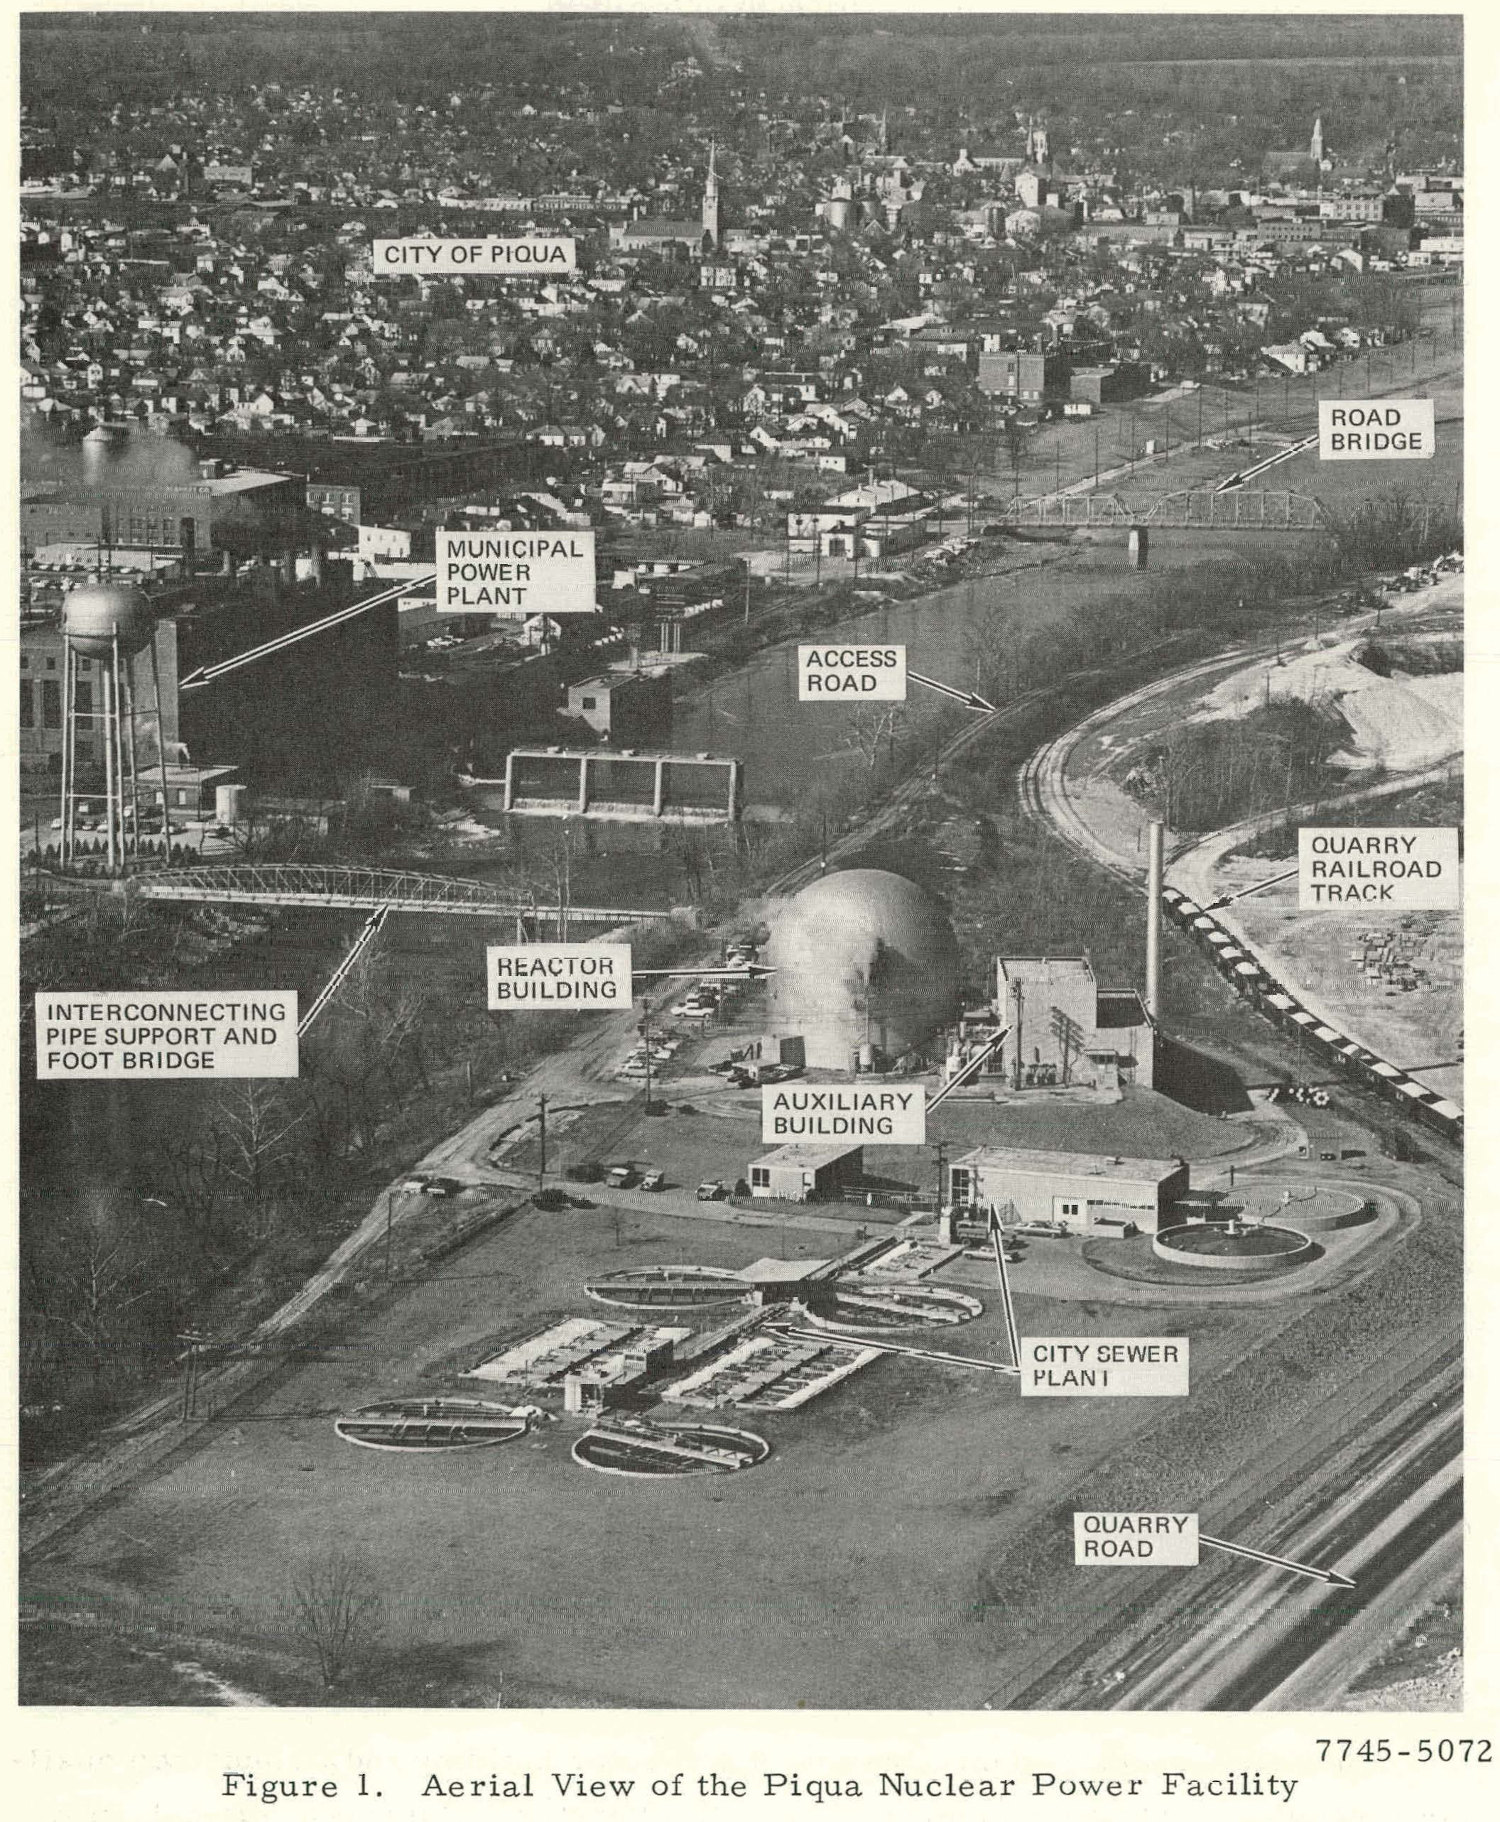 CITY OF PIQUA
ROAD
BRIDGE
MUNICIPAL
POWER
PLANT
ACCESS
ROAD
QUARRY
RAILROAD
TRACK
REACTOR
BUILDING
INTERCONNECTING
PIPE SUPPORT AND
FOOT BRIDGE
AUXILIARY
BUILDING
CITY SEWER
PLANT
QUARRY
ROAD
7745-5072
Figure 1. Aerial View of the Piqua Nuclear Power Facility